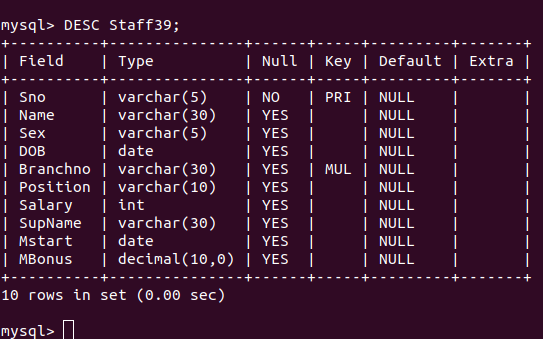 mysql> DESC Staff39;
+----------+---------------+------+-----+---------+-------+
| Field    | Type          | Null | Key | Default | Extra |
+----------+---------------+------+-----+---------+-------+
| Sno      | varchar(5)    | NO   | PRI | NULL    |       |
| Name     | varchar(30)   | YES  |     | NULL    |       |
| Sex      | varchar(5)    | YES  |     | NULL    |       |
| DOB      | date          | YES  |     | NULL    |       |
| Branchno | varchar(30)   | YES  | MUL | NULL    |       |
| Position | varchar(10)   | YES  |     | NULL    |       |
| Salary   | int           | YES  |     | NULL    |       |
| SupName  | varchar(30)   | YES  |     | NULL    |       |
| Mstart   | date          | YES  |     | NULL    |       |
| MBonus   | decimal(10,0) | YES  |     | NULL    |       |
+----------+---------------+------+-----+---------+-------+
10 rows in set (0.00 sec)
mysql>